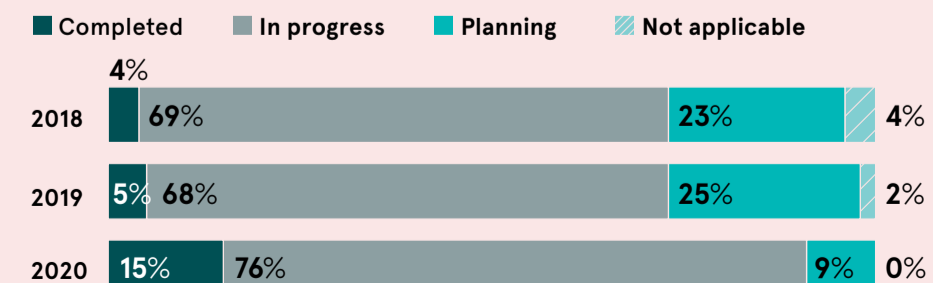 Completed In progress Planning Not applicable
4%
2018 69% 23% 4%
2019 5% 68% 25% 2%
2020 15% 76% 9% 0%